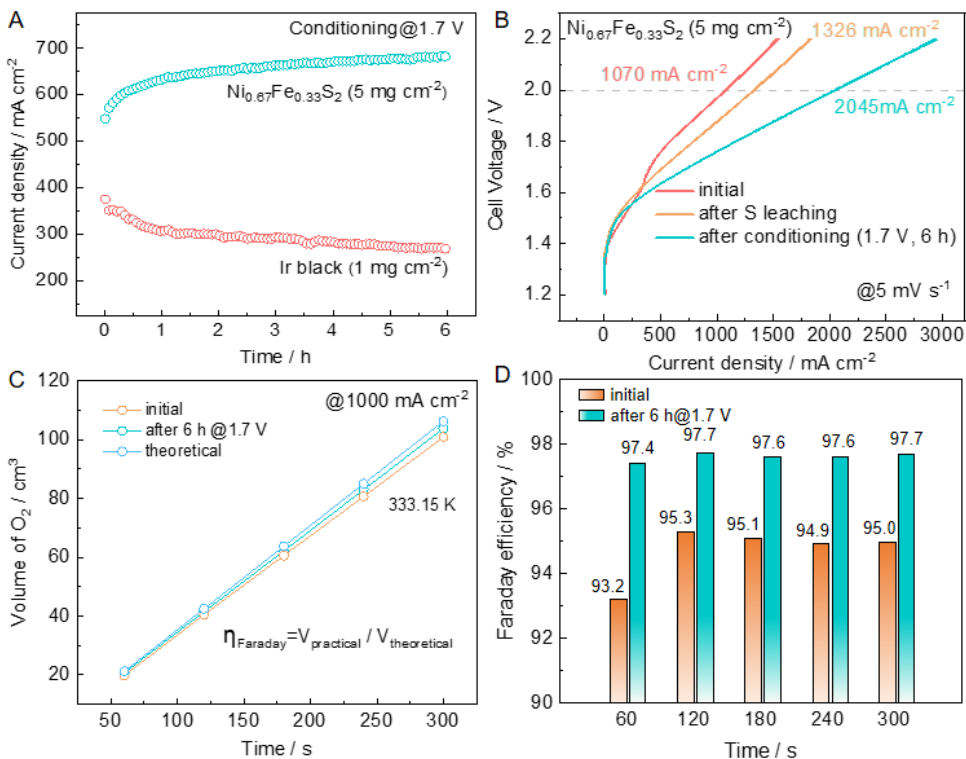 A
Conditioning@1.7 V
Ni0.67Fe0.33S2 (5 mg cm-2)
Ir black (1 mg cm-2)
Current density / mA cm-2
700
600
500
400
300
200
0 1 2 3 4 5 6
Time / h
B
Ni0.67Fe0.33S2 (5 mg cm-2)
1326 mA cm-2
1070 mA cm-2
2045mA cm-2
initial
after S leaching
after conditioning (1.7 V, 6 h)
@5 mV s-1
Cell Voltage / V
2.2
2.0
1.8
1.6
1.4
1.2
0 500 1000 1500 2000 2500 3000
Current density / mA cm-2
C
@1000 mA cm-2
initial
after 6 h @1.7 V
theoretical
333.15 K
ηFaraday=Vpractical / Vtheoretical
Volume of O2 / cm3
120
100
80
60
40
20
50 100 150 200 250 300
Time / s
D
initial
after 6 h@1.7 V
97.4 97.7 97.6 97.6 97.7
93.2 95.3 95.1 94.9 95.0
Faraday efficiency / %
100
98
96
94
92
90
60 120 180 240 300
Time / s